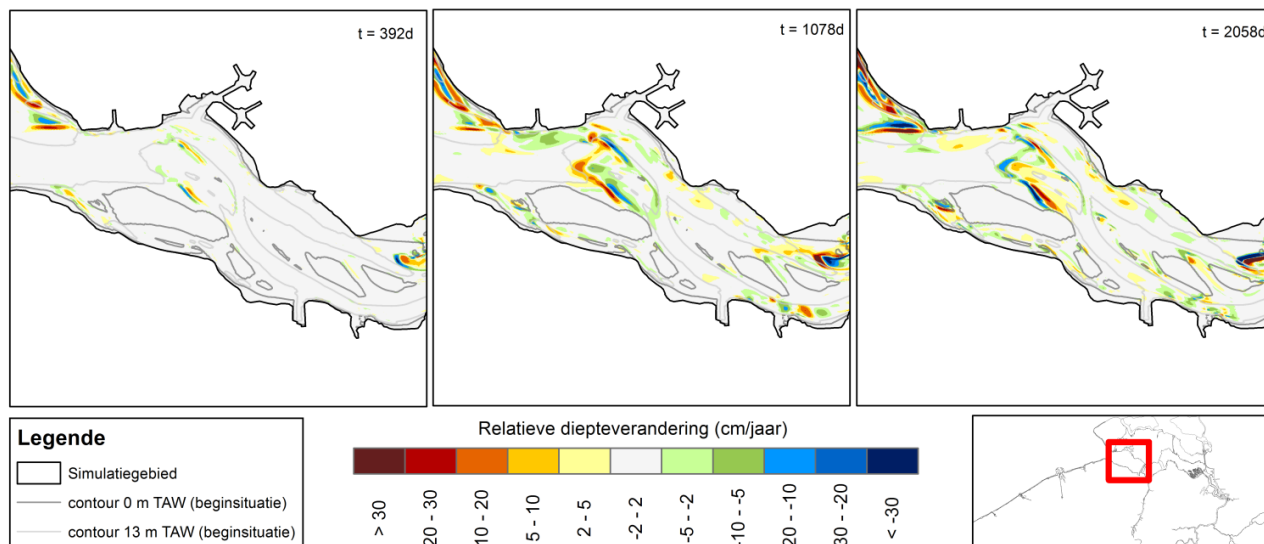 t = 392d
t = 1078d
t = 2058d
Legende
Simulatiegebied
contour 0 m TAW (beginsituatie)
contour 13 m TAW (beginsituatie)
Relatieve diepteverandering (cm/jaar)
> 30
20 - 30
10 - 20
5 - 10
2 - 5
-2 - 2
-5 - -2
-10 - -5
-20 - -10
-30 - -20
< -30